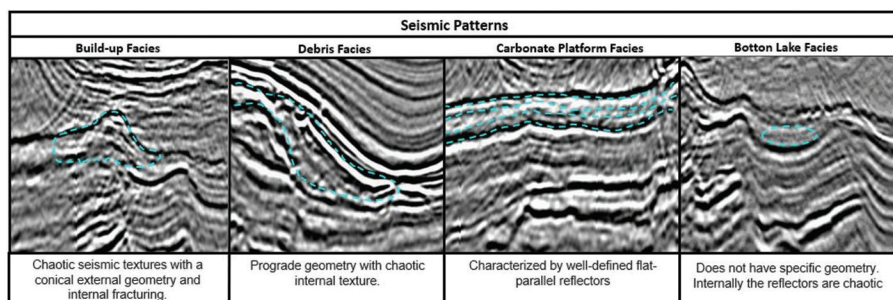 Seismic Patterns
Build-up Facies
Debris Facies
Carbonate Platform Facies
Botton Lake Facies
Chaotic seismic textures with a
conical external geometry and
internal fracturing.
Prograde geometry with chaotic
internal texture.
Characterized by well-defined flat-
parallel reflectors
Does not have specific geometry.
Internally the reflectors are chaotic